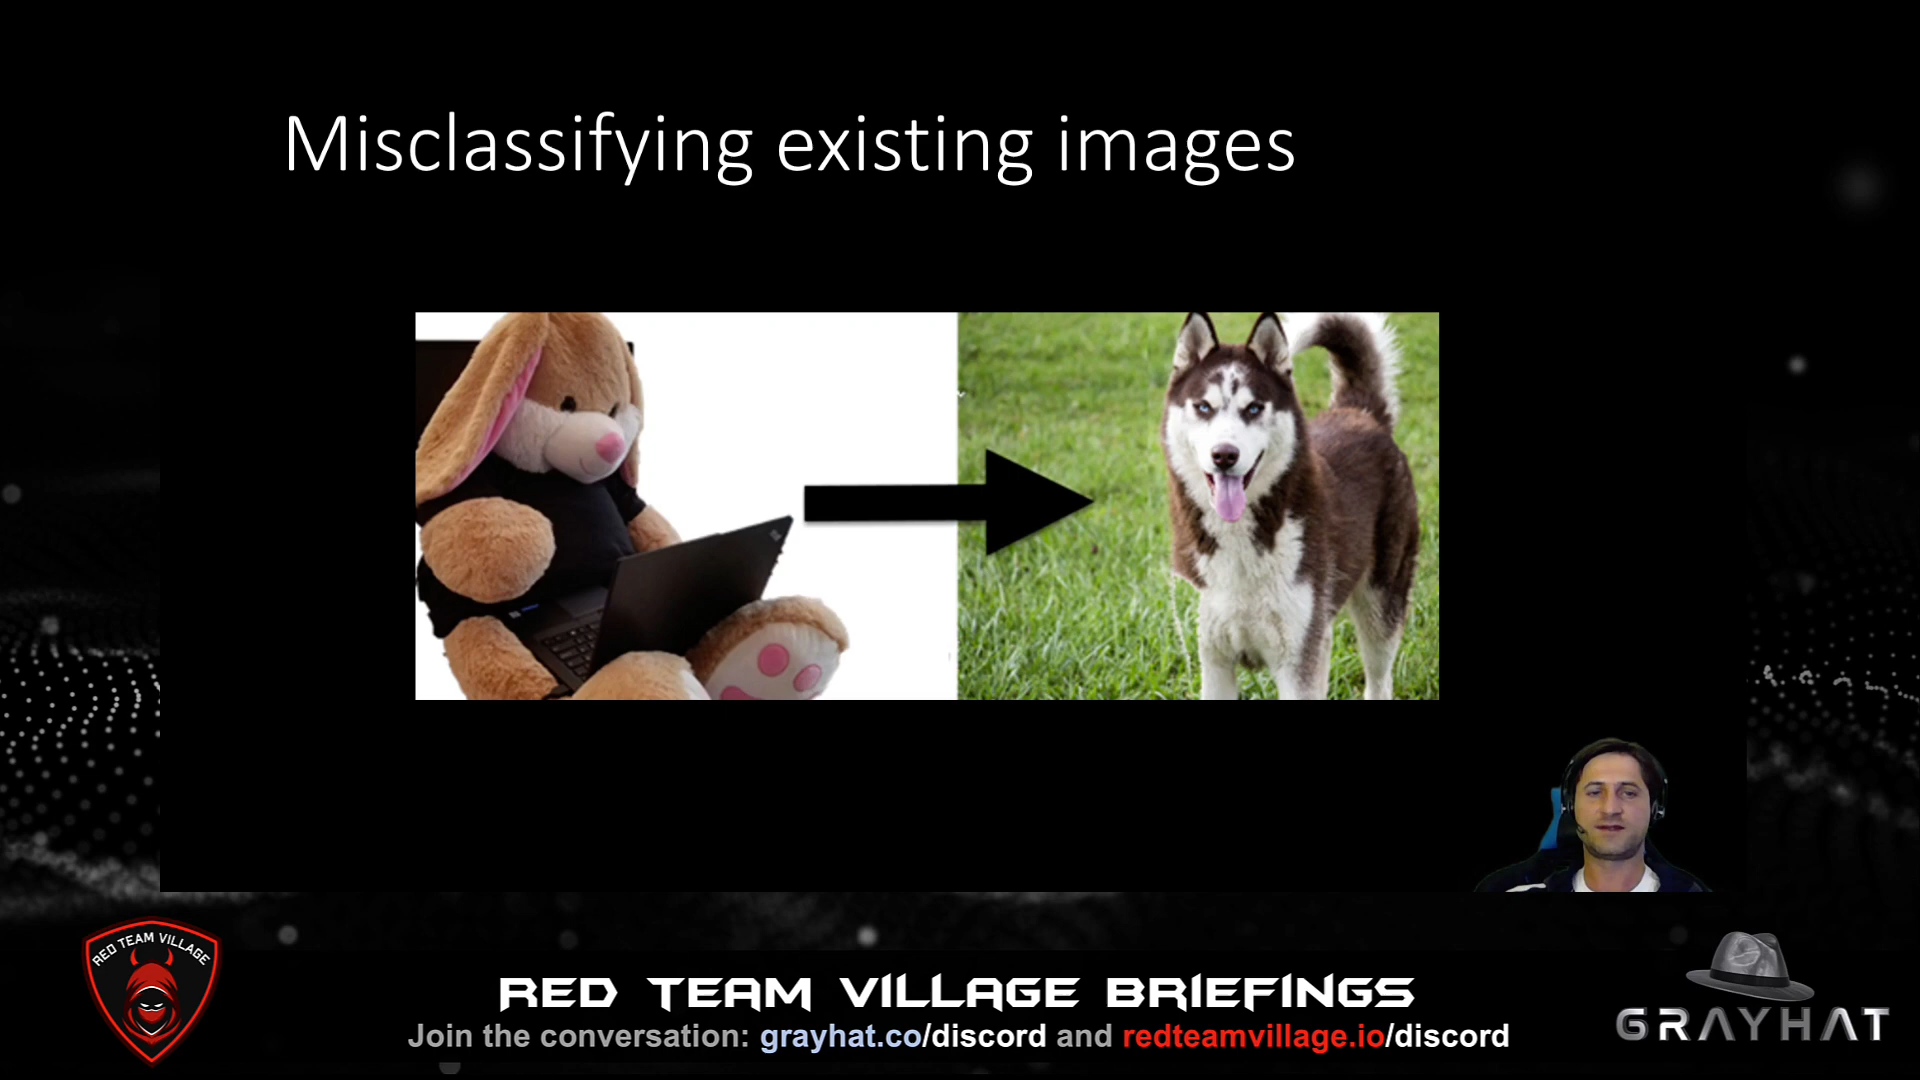 Misclassifying existing images
RED TEAM VILLAGE
RED TEAM VILLAGE BRIEFINGS
Join the conversation: grayhat.co/discord and redteamvillage.io/discord
GRAYHAT